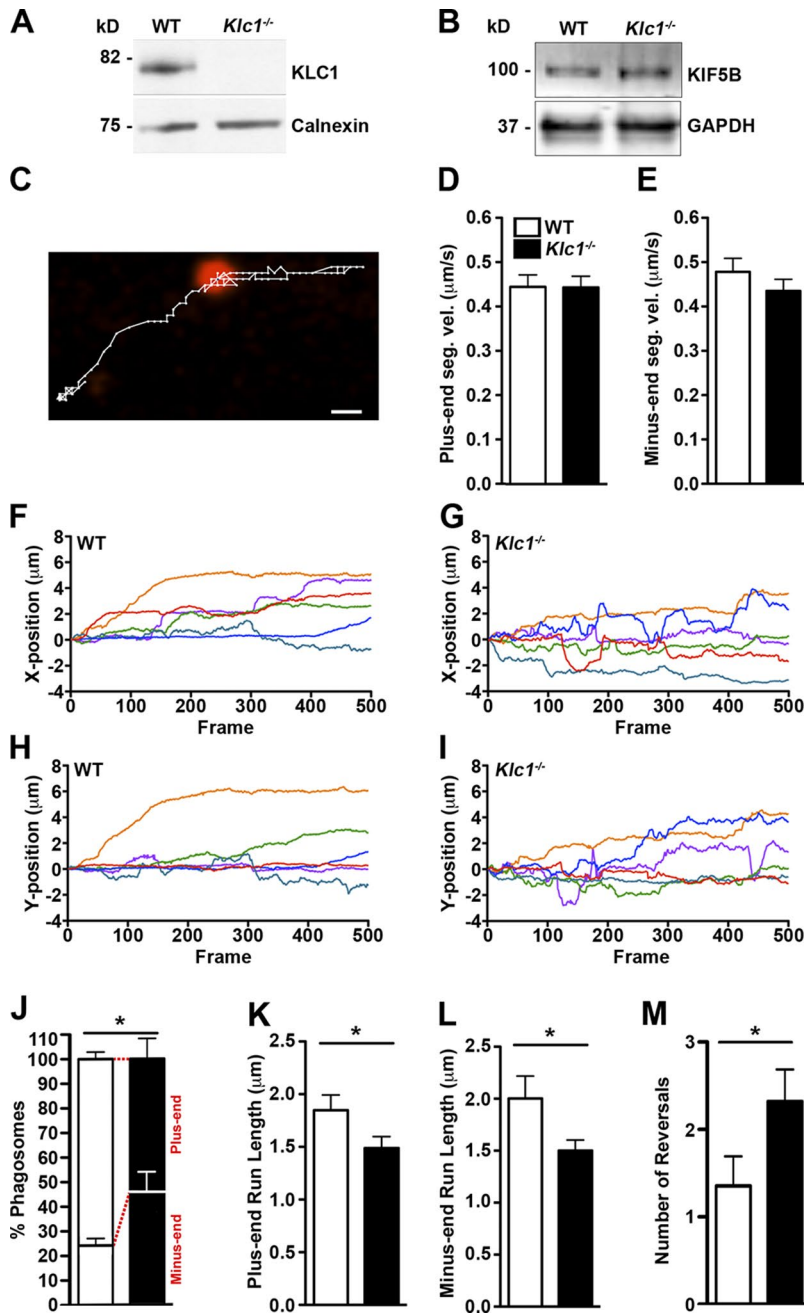 A
kD
WT
Klc1-/-
82 -
KLC1
75 -
Calnexin
B
kD
WT
Klc1-/-
100 -
KIF5B
37 -
GAPDH
C
D
Plus-end seg. vel. (μm/s)
0.6
0.5
0.4
0.3
0.2
0.1
0.0
WT
Klc1-/-
E
Minus-end seg. vel. (μm/s)
0.6
0.5
0.4
0.3
0.2
0.1
0.0
F
WT
X-position (μm)
8
6
4
2
0
-2
-4
0 100 200 300 400 500
Frame
G
Klc1-/-
X-position (μm)
8
6
4
2
0
-2
-4
0 100 200 300 400 500
Frame
H
WT
Y-position (μm)
8
6
4
2
0
-2
-4
0 100 200 300 400 500
Frame
I
Klc1-/-
Y-position (μm)
8
6
4
2
0
-2
-4
0 100 200 300 400 500
Frame
J
% Phagosomes
110
100
90
80
70
60
50
40
30
20
10
0
*
Plus-end
Minus-end
K
Plus-end Run Length (μm)
2.5
2.0
1.5
1.0
0.5
0.0
*
L
Minus-end Run Length (μm)
2.5
2.0
1.5
1.0
0.5
0.0
*
M
Number of Reversals
3
2
1
0
*